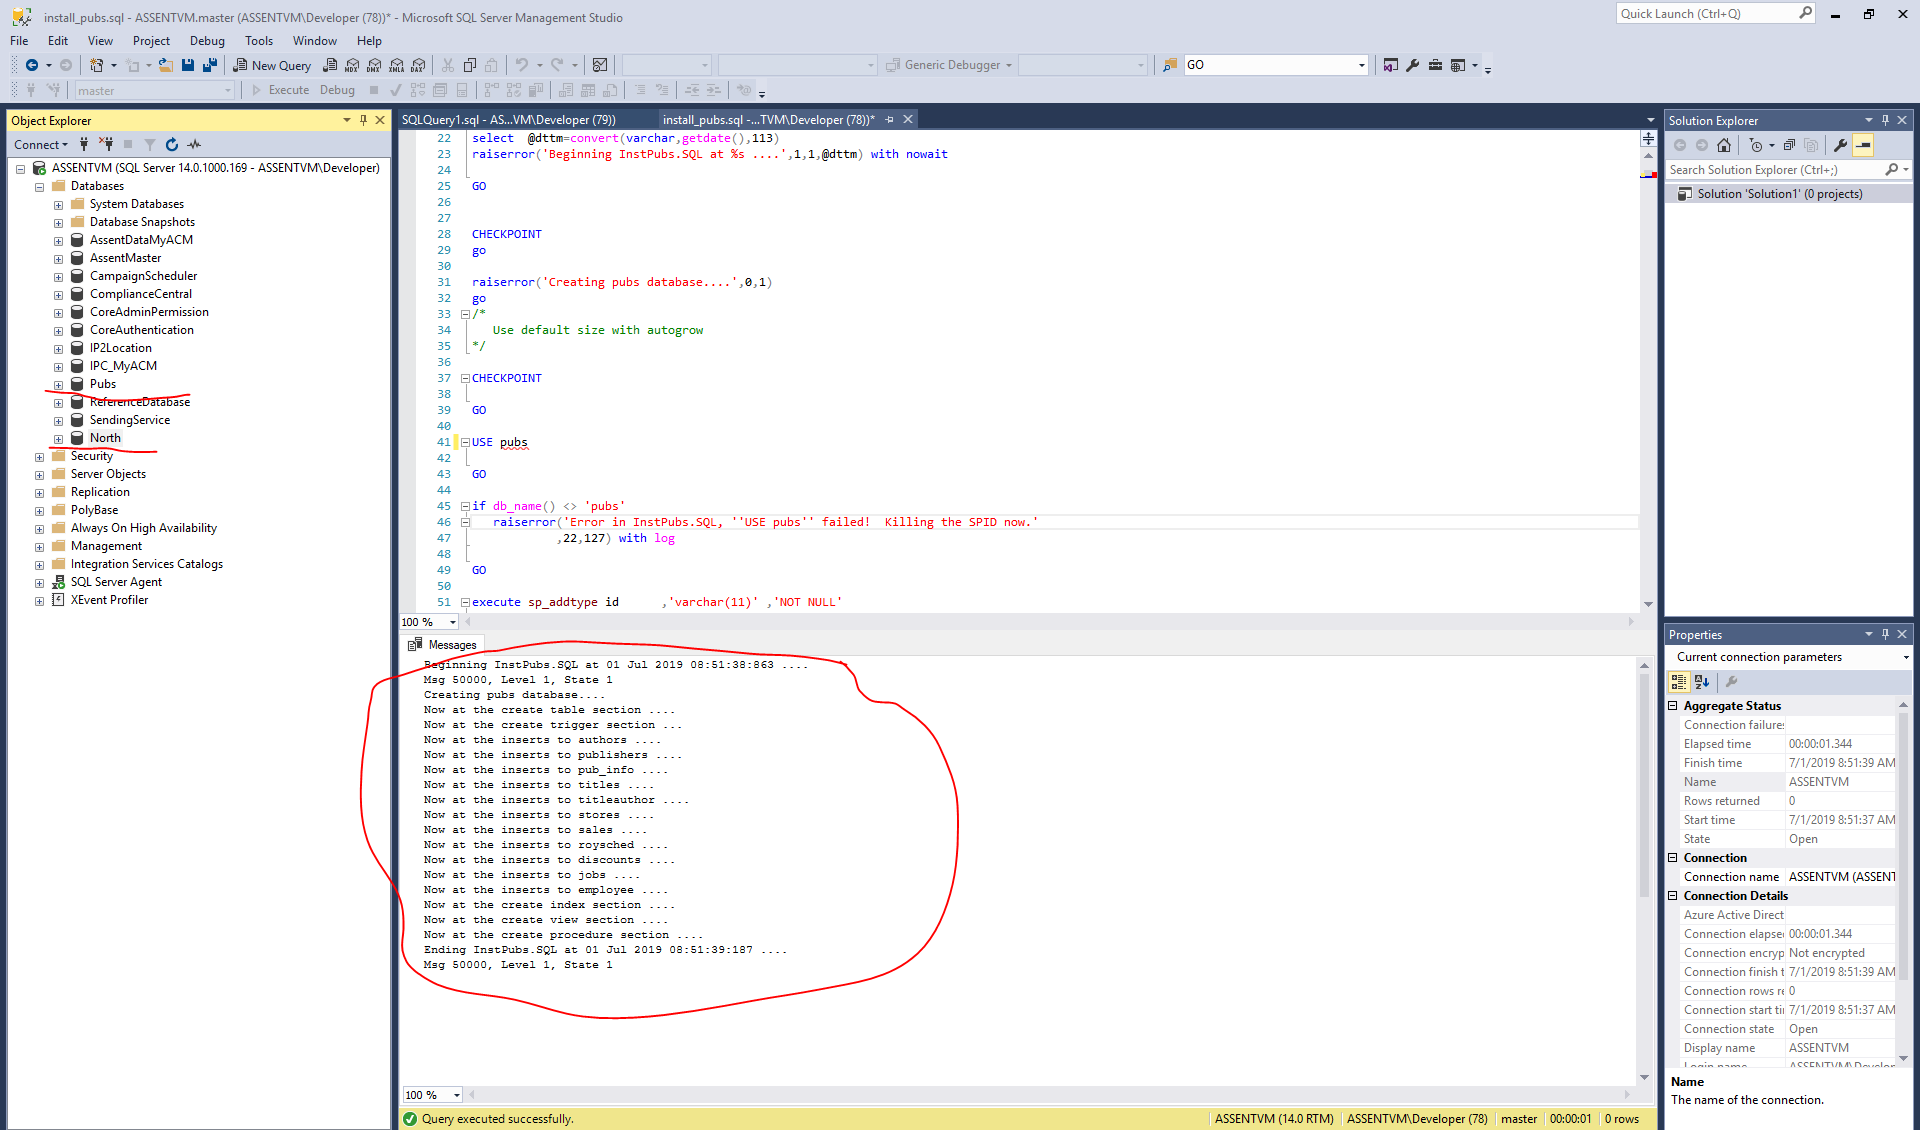 install_pubs.sql - ASSENTVM.master (ASSENTVM\Developer (78))* - Microsoft SQL Server Management Studio
Quick Launch (Ctrl+Q)
File Edit View Project Debug Tools Window Help
New Query
MDX DMX XMLA DAX
Generic Debugger
GO
master
Execute Debug
Object Explorer
Connect
ASSENTVM (SQL Server 14.0.1000.169 - ASSENTVM\Developer)
Databases
System Databases
Database Snapshots
AssentDataMyACM
AssentMaster
CampaignScheduler
ComplianceCentral
CoreAdminPermission
CoreAuthentication
IP2Location
IPC_MyACM
Pubs
ReferenceDatabase
SendingService
North
Security
Server Objects
Replication
PolyBase
Always On High Availability
Management
Integration Services Catalogs
SQL Server Agent
XEvent Profiler
SQLQuery1.sql - AS...VM\Developer (79))
install_pubs.sql -...TVM\Developer (78))*
22 select @dttm=convert(varchar,getdate(),113)
23 raiserror('Beginning InstPubs.SQL at %s ....',1,1,@dttm) with nowait
24
25 GO
26
27
28 CHECKPOINT
29 go
30
31 raiserror('Creating pubs database....',0,1)
32 go
33 /*
34 Use default size with autogrow
35 */
36
37 CHECKPOINT
38
39 GO
40
41 USE pubs
42
43 GO
44
45 if db_name() <> 'pubs'
46 raiserror('Error in InstPubs.SQL, ''USE pubs'' failed! Killing the SPID now.'
47 ,22,127) with log
48
49 GO
50
51 execute sp_addtype id ,'varchar(11)' ,'NOT NULL'
100 %
Messages
Beginning InstPubs.SQL at 01 Jul 2019 08:51:38:863 ....
Msg 50000, Level 1, State 1
Creating pubs database....
Now at the create table section ....
Now at the create trigger section ...
Now at the inserts to authors ....
Now at the inserts to publishers ....
Now at the inserts to pub_info ....
Now at the inserts to titles ....
Now at the inserts to titleauthor ....
Now at the inserts to stores ....
Now at the inserts to sales ....
Now at the inserts to roysched ....
Now at the inserts to discounts ....
Now at the inserts to jobs ....
Now at the inserts to employee ....
Now at the create index section ....
Now at the create view section ....
Now at the create procedure section ....
Ending InstPubs.SQL at 01 Jul 2019 08:51:39:187 ....
Msg 50000, Level 1, State 1
100 %
Query executed successfully.
ASSENTVM (14.0 RTM) ASSENTVM\Developer (78) master 00:00:01 0 rows
Solution Explorer
Search Solution Explorer (Ctrl+;)
Solution 'Solution1' (0 projects)
Properties
Current connection parameters
Aggregate Status
Connection failures
Elapsed time 00:00:01.344
Finish time 7/1/2019 8:51:39 AM
Name ASSENTVM
Rows returned 0
Start time 7/1/2019 8:51:37 AM
State Open
Connection
Connection name ASSENTVM (ASSENT
Connection Details
Azure Active Direct
Connection elapse 00:00:01.344
Connection encryp Not encrypted
Connection finish t 7/1/2019 8:51:39 AM
Connection rows re 0
Connection start ti 7/1/2019 8:51:37 AM
Connection state Open
Display name ASSENTVM
Name
The name of the connection.